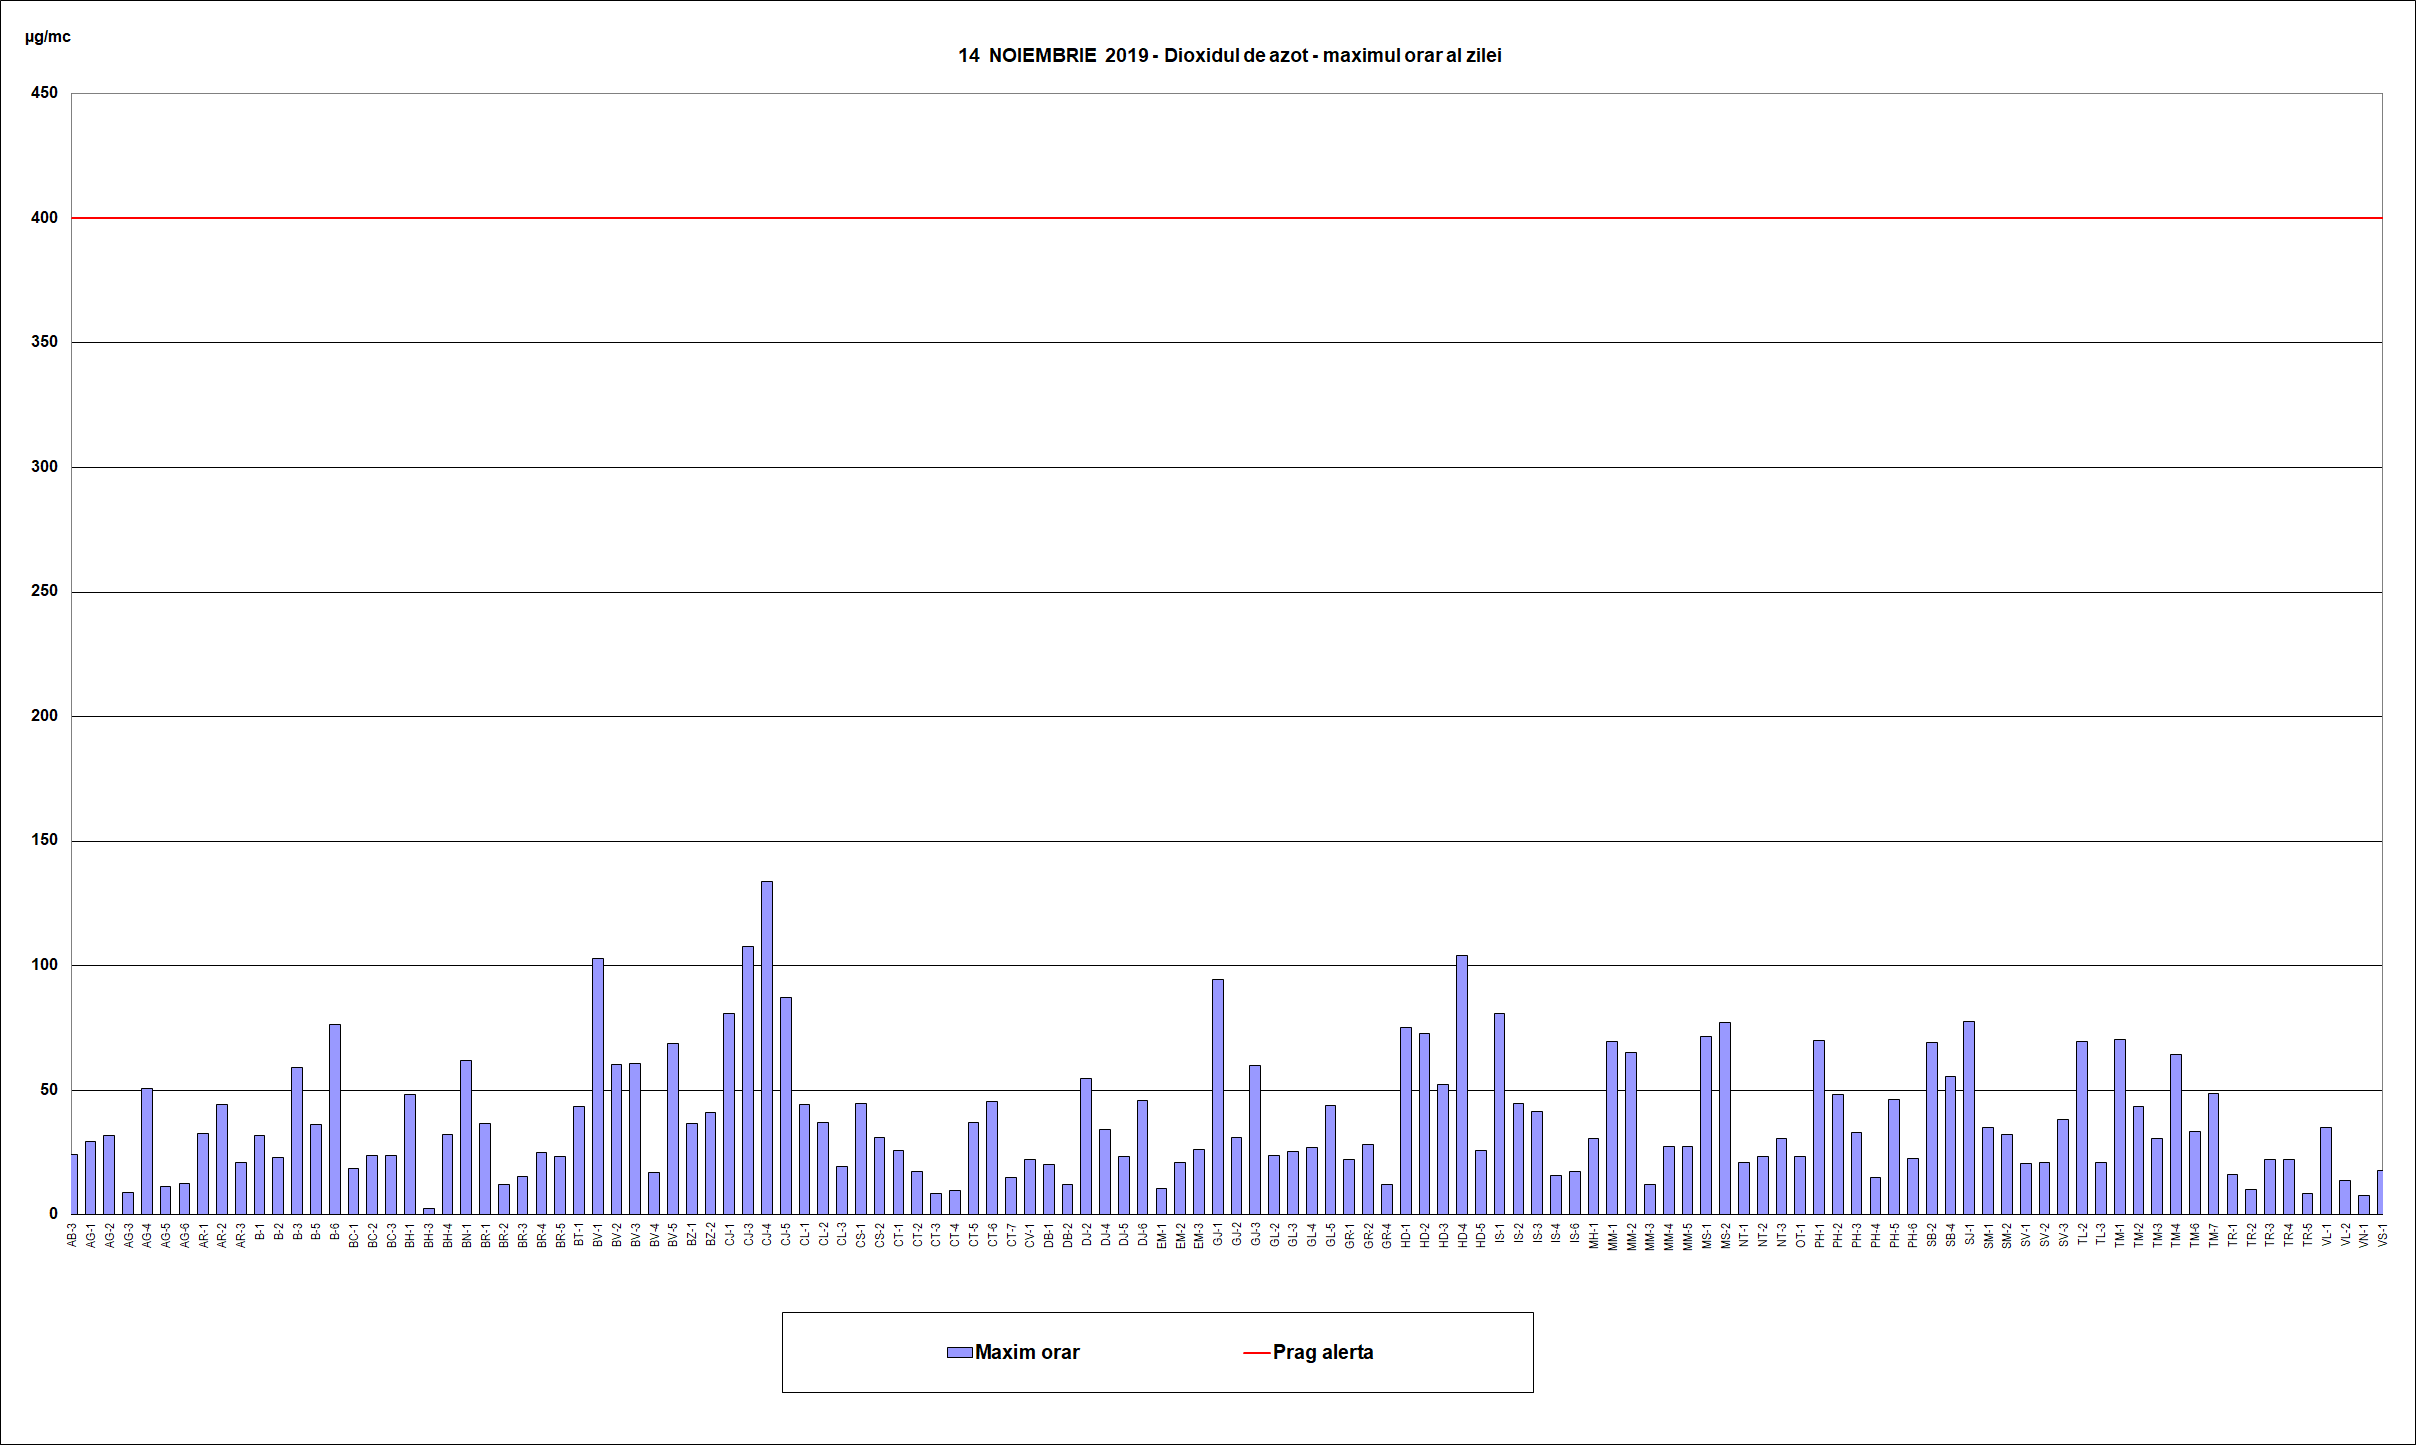 µg/mc
14 NOIEMBRIE 2019 - Dioxidul de azot - maximul orar al zilei
450
400
350
300
250
200
150
100
50
0
AB-3 AG-1 AG-2 AG-3 AG-4 AG-5 AG-6 AR-1 AR-2 AR-3 B-1 B-2 B-3 B-5 B-6 BC-1 BC-2 BC-3 BH-1 BH-3 BH-4 BN-1 BR-1 BR-2 BR-3 BR-4 BR-5 BT-1 BV-1 BV-2 BV-3 BV-4 BV-5 BZ-1 BZ-2 CJ-1 CJ-3 CJ-4 CJ-5 CL-1 CL-2 CL-3 CS-1 CS-2 CT-1 CT-2 CT-3 CT-4 CT-5 CT-6 CT-7 CV-1 DB-1 DB-2 DJ-2 DJ-4 DJ-5 DJ-6 EM-1 EM-2 EM-3 GJ-1 GJ-2 GJ-3 GL-2 GL-3 GL-4 GL-5 GR-1 GR-2 GR-4 HD-1 HD-2 HD-3 HD-4 HD-5 IS-1 IS-2 IS-3 IS-4 IS-6 MH-1 MM-1 MM-2 MM-3 MM-4 MM-5 MS-1 MS-2 NT-1 NT-2 NT-3 OT-1 PH-1 PH-2 PH-3 PH-4 PH-5 PH-6 SB-2 SB-4 SJ-1 SM-1 SM-2 SV-1 SV-2 SV-3 TL-2 TL-3 TM-1 TM-2 TM-3 TM-4 TM-6 TM-7 TR-1 TR-2 TR-3 TR-4 TR-5 VL-1 VL-2 VN-1 VS-1
Maxim orar Prag alerta